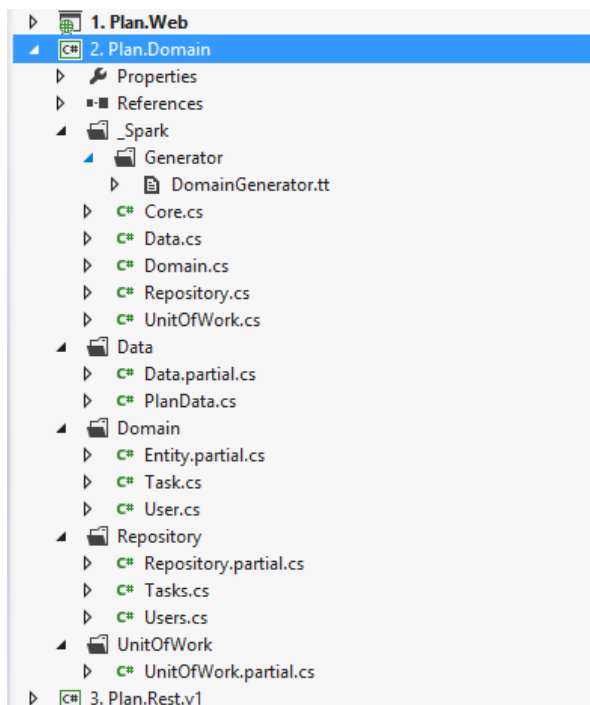 1. Plan.Web
C# 2. Plan.Domain
Properties
References
_Spark
Generator
DomainGenerator.tt
C# Core.cs
C# Data.cs
C# Domain.cs
C# Repository.cs
C# UnitOfWork.cs
Data
C# Data.partial.cs
C# PlanData.cs
Domain
C# Entity.partial.cs
C# Task.cs
C# User.cs
Repository
C# Repository.partial.cs
C# Tasks.cs
C# Users.cs
UnitOfWork
C# UnitOfWork.partial.cs
C# 3. Plan.Rest.v1